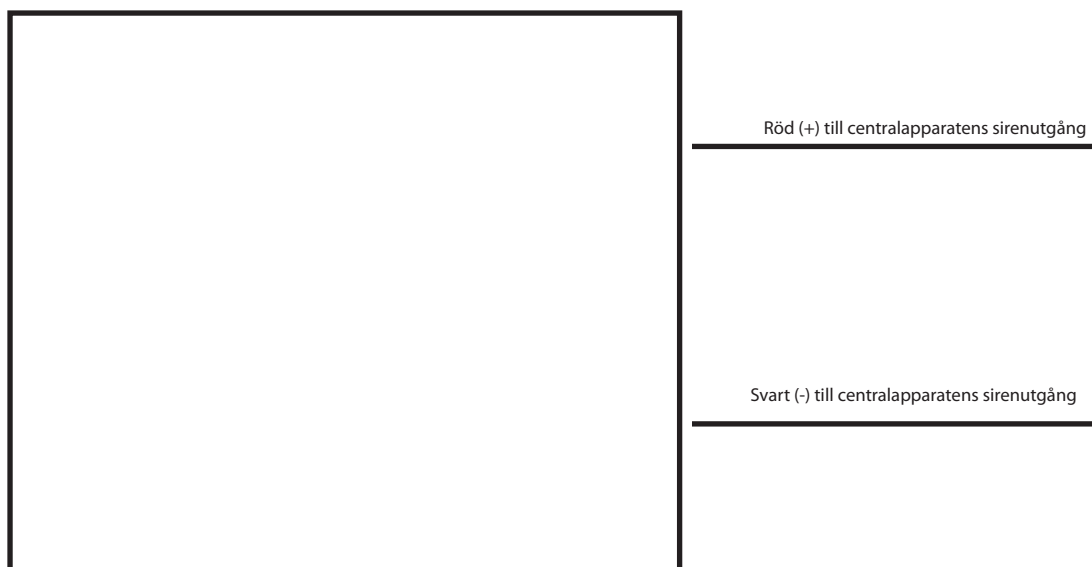 Röd (+) till centralapparatens sirenutgång
Svart (-) till centralapparatens sirenutgång